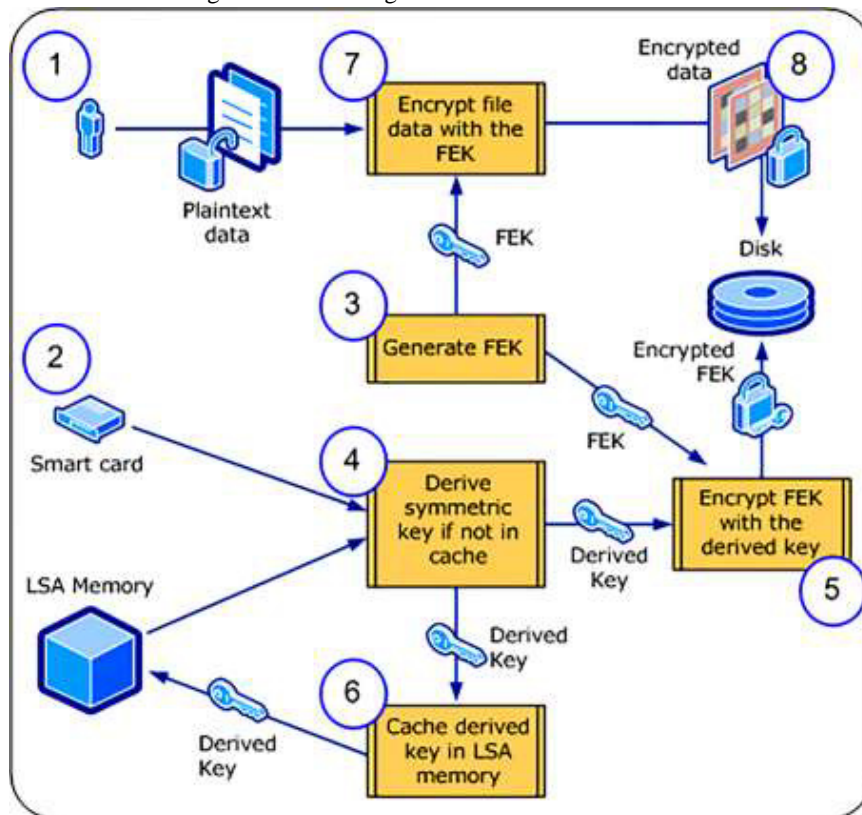 1
7
Encrypted
data
8
Encrypt file
data with the
FEK
Plaintext
data
FEK
Disk
3
Generate FEK
Encrypted
FEK
2
Smart card
FEK
4
Derive
symmetric
key if not in
cache
Encrypt FEK
with the
derived key
Derived
Key
5
LSA Memory
Derived
Key
6
Cache derived
key in LSA
memory
Derived
Key